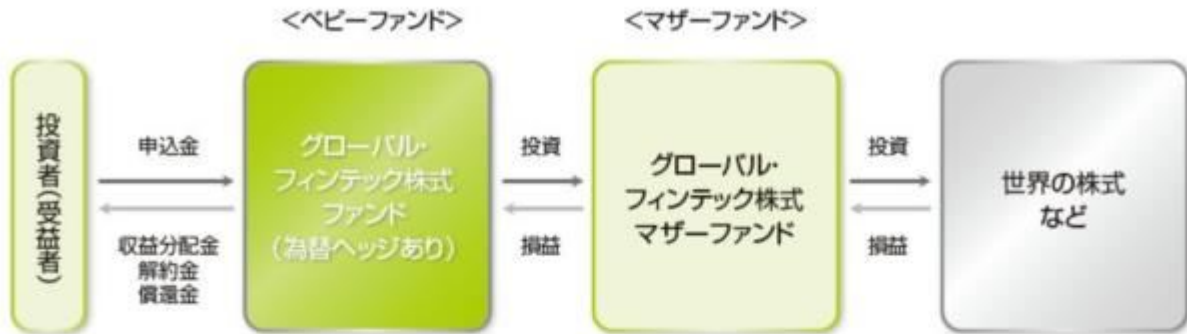 <ベビーファンド>
<マザーファンド>
投資者(受益者)
申込金
収益分配金
解約金
償還金
グローバル・
フィンテック株式
ファンド
(為替ヘッジあり)
投資
損益
グローバル・
フィンテック株式
マザーファンド
投資
損益
世界の株式
など